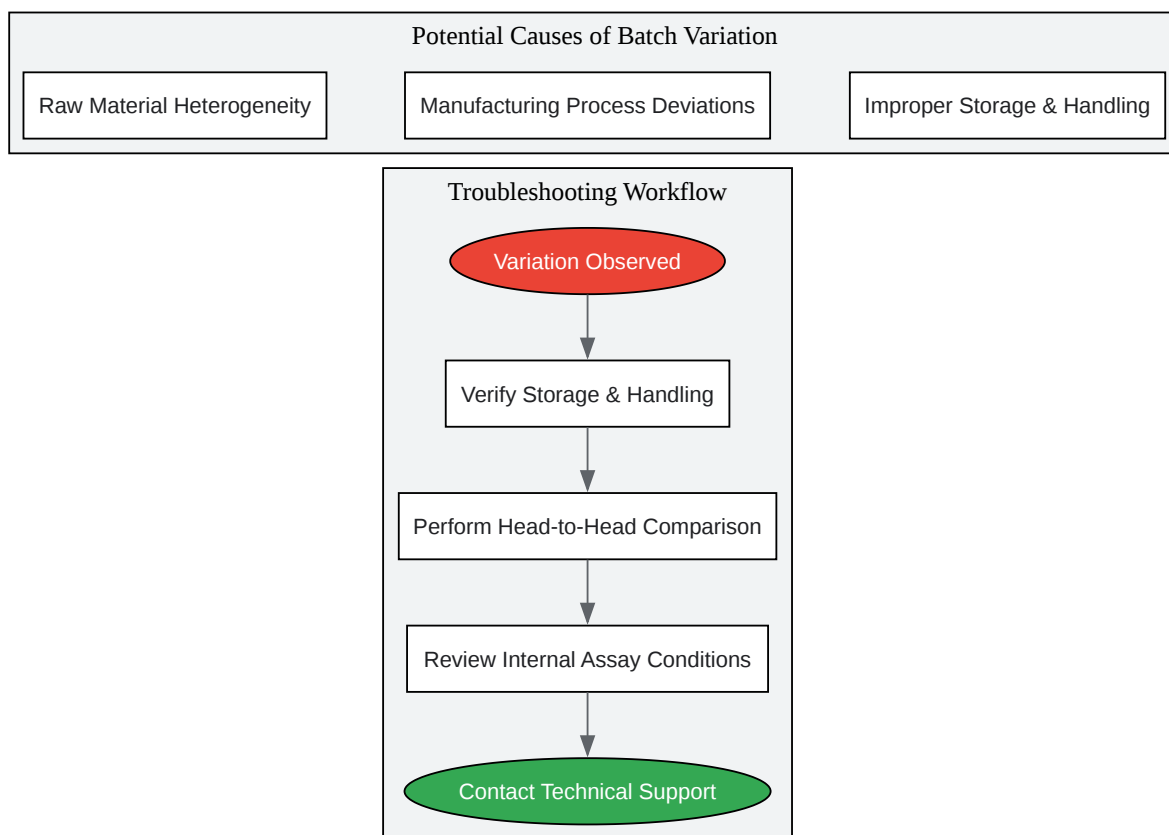 Potential Causes of Batch Variation
Raw Material Heterogeneity
Manufacturing Process Deviations
Improper Storage & Handling
Troubleshooting Workflow
Variation Observed
Verify Storage & Handling
Perform Head-to-Head Comparison
Review Internal Assay Conditions
Contact Technical Support